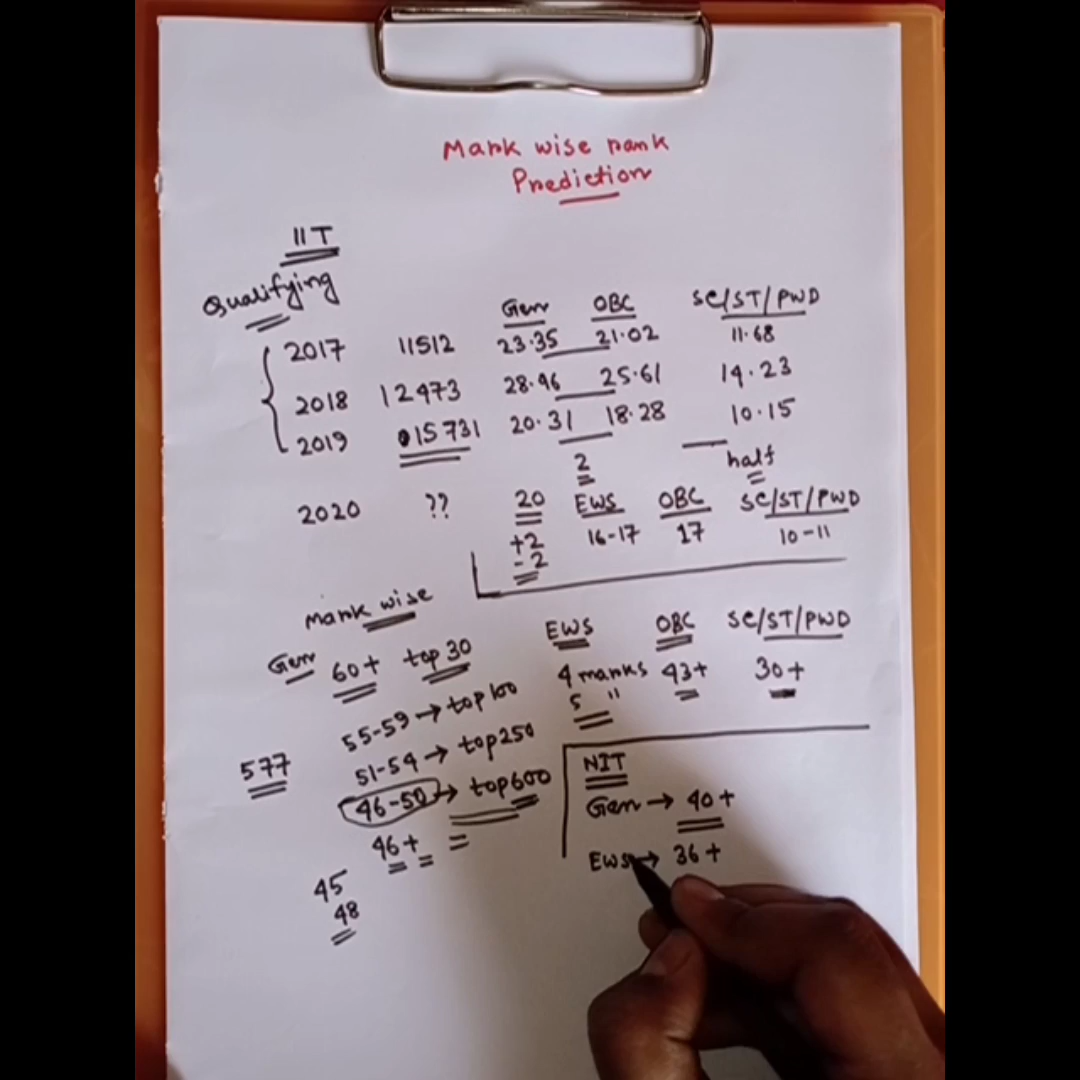 Mark wise rank
Prediction
IIT
Qualifying
Gen OBC SC/ST/PWD
2017 11512 23.35 21.02 11.68
2018 12473 28.46 25.61 14.23
2019 15731 20.31 18.28 10.15
2 half
2020 ?? 20 EWS OBC SC/ST/PWD
+2 16-17 17 10-11
-2
Mark wise
EWS OBC SC/ST/PWD
Gen 60+ top 30 4 marks 43+ 30+
55-59 → top 100 5 "
51-54 → top 250
577 46-50 → top 600
46+
45
48
NIT
Gen → 40+
EWS → 36+